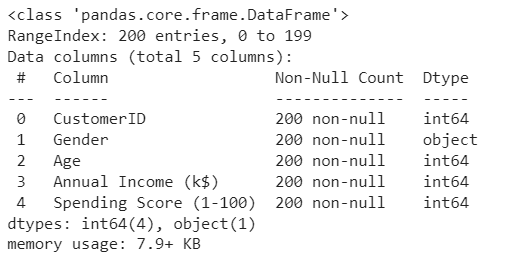 <class 'pandas.core.frame.DataFrame'>
RangeIndex: 200 entries, 0 to 199
Data columns (total 5 columns):
 #   Column                  Non-Null Count  Dtype
---  ------                  --------------  -----
 0   CustomerID              200 non-null    int64
 1   Gender                  200 non-null    object
 2   Age                     200 non-null    int64
 3   Annual Income (k$)      200 non-null    int64
 4   Spending Score (1-100)  200 non-null    int64
dtypes: int64(4), object(1)
memory usage: 7.9+ KB